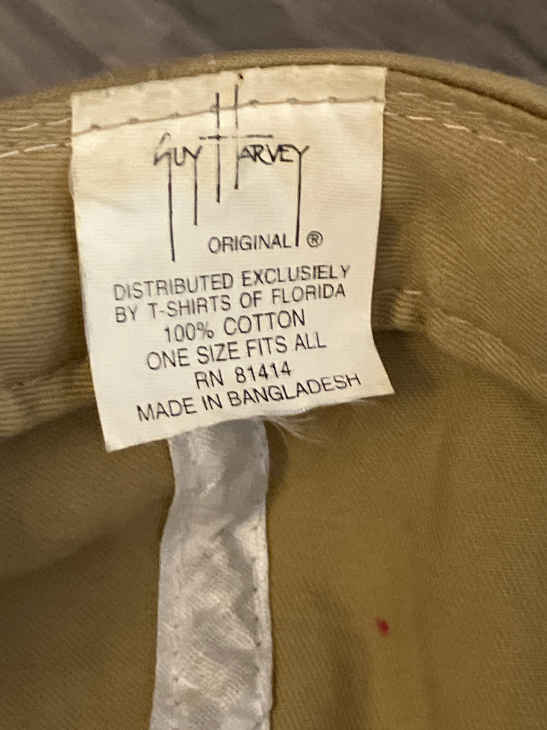 GUY HARVEY
ORIGINAL ®
DISTRIBUTED EXCLUSIELY
BY T-SHIRTS OF FLORIDA
100% COTTON
ONE SIZE FITS ALL
RN 81414
MADE IN BANGLADESH